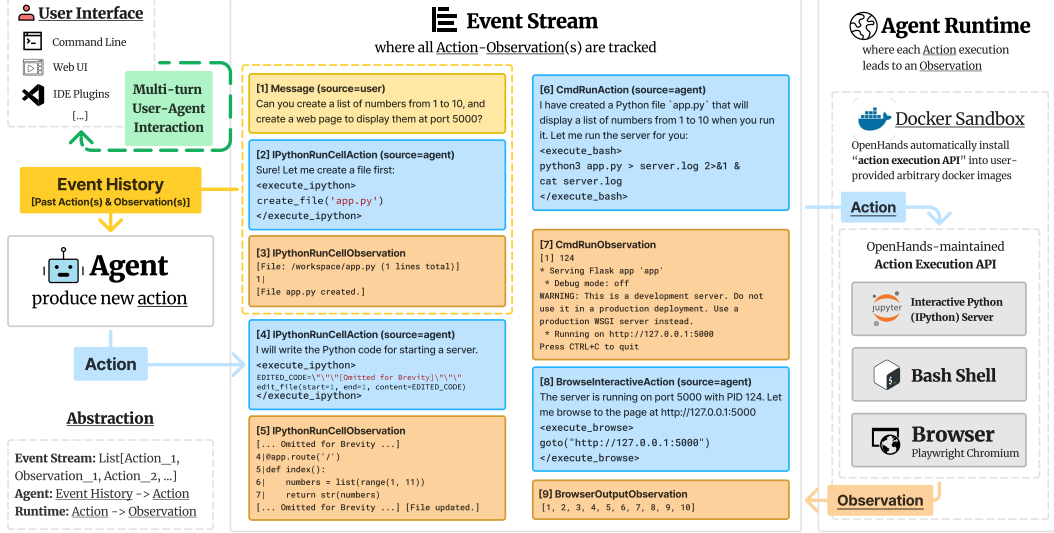 User Interface
Command Line
Web UI
IDE Plugins
[...]
Multi-turn
User-Agent
Interaction
Event History
[Past Action(s) & Observation(s)]
Agent
produce new action
Action
Abstraction
Event Stream: List[Action_1,
Observation_1, Action_2, ...]
Agent: Event History -> Action
Runtime: Action -> Observation
Event Stream
where all Action-Observation(s) are tracked
[1] Message (source=user)
Can you create a list of numbers from 1 to 10, and
create a web page to display them at port 5000?
[2] IPythonRunCellAction (source=agent)
Sure! Let me create a file first:
<execute_ipython>
create_file('app.py')
</execute_ipython>
[3] IPythonRunCellObservation
[File: /workspace/app.py (1 lines total)]
1|
[File app.py created.]
[4] IPythonRunCellAction (source=agent)
I will write the Python code for starting a server.
<execute_ipython>
EDITED_CODE=\"\"\"[Omitted for Brevity]\"\"\"
edit_file(start=1, end=1, content=EDITED_CODE)
</execute_ipython>
[5] IPythonRunCellObservation
[... Omitted for Brevity ...]
4|@app.route('/')
5|def index():
6|    numbers = list(range(1, 11))
7|    return str(numbers)
[... Omitted for Brevity ...] [File updated.]
[6] CmdRunAction (source=agent)
I have created a Python file `app.py` that will
display a list of numbers from 1 to 10 when you run
it. Let me run the server for you:
<execute_bash>
python3 app.py > server.log 2>&1 &
cat server.log
</execute_bash>
[7] CmdRunObservation
[1] 124
* Serving Flask app 'app'
* Debug mode: off
WARNING: This is a development server. Do not
use it in a production deployment. Use a
production WSGI server instead.
* Running on http://127.0.0.1:5000
Press CTRL+C to quit
[8] BrowseInteractiveAction (source=agent)
The server is running on port 5000 with PID 124. Let
me browse to the page at http://127.0.0.1:5000
<execute_browse>
goto("http://127.0.0.1:5000")
</execute_browse>
[9] BrowserOutputObservation
[1, 2, 3, 4, 5, 6, 7, 8, 9, 10]
Agent Runtime
where each Action execution
leads to an Observation
Docker Sandbox
OpenHands automatically install
“action execution API” into user-
provided arbitrary docker images
Action
OpenHands-maintained
Action Execution API
jupyter
Interactive Python
(IPython) Server
Bash Shell
Browser
Playwright Chromium
Observation